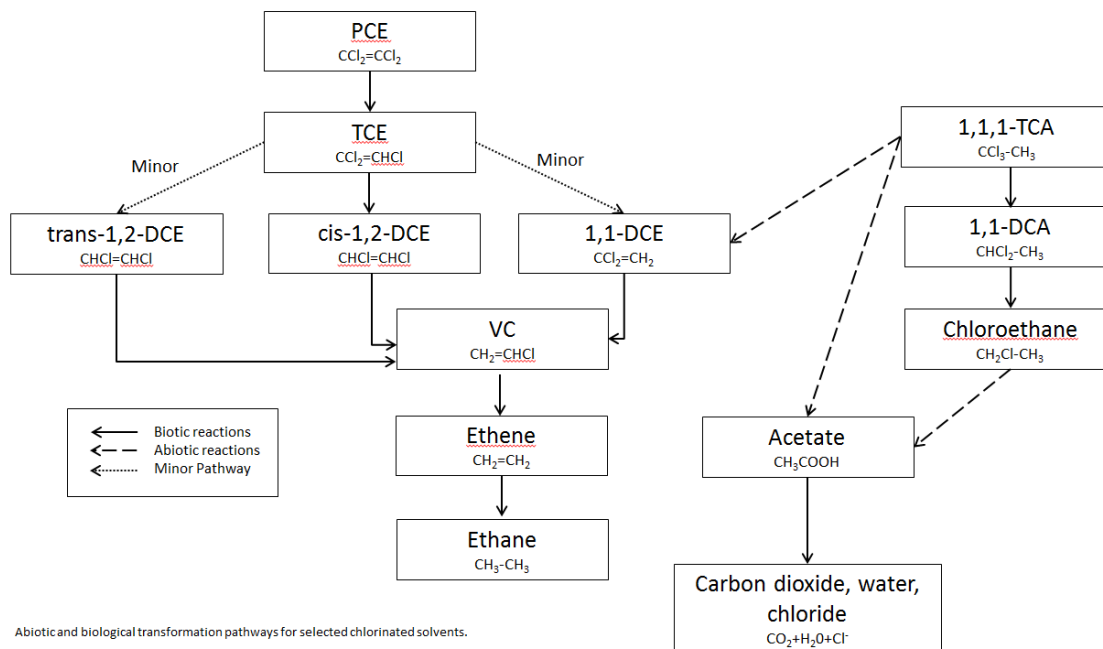 PCE
CCl₂=CCl₂
TCE
CCl₂=CHCl
Minor
Minor
1,1,1-TCA
CCl₃-CH₃
trans-1,2-DCE
CHCl=CHCl
cis-1,2-DCE
CHCl=CHCl
1,1-DCE
CCl₂=CH₂
1,1-DCA
CHCl₂-CH₃
VC
CH₂=CHCl
Chloroethane
CH₂Cl-CH₃
Biotic reactions
Abiotic reactions
Minor Pathway
Ethene
CH₂=CH₂
Acetate
CH₃COOH
Ethane
CH₃-CH₃
Carbon dioxide, water,
chloride
CO₂+H₂0+Cl⁻
Abiotic and biological transformation pathways for selected chlorinated solvents.